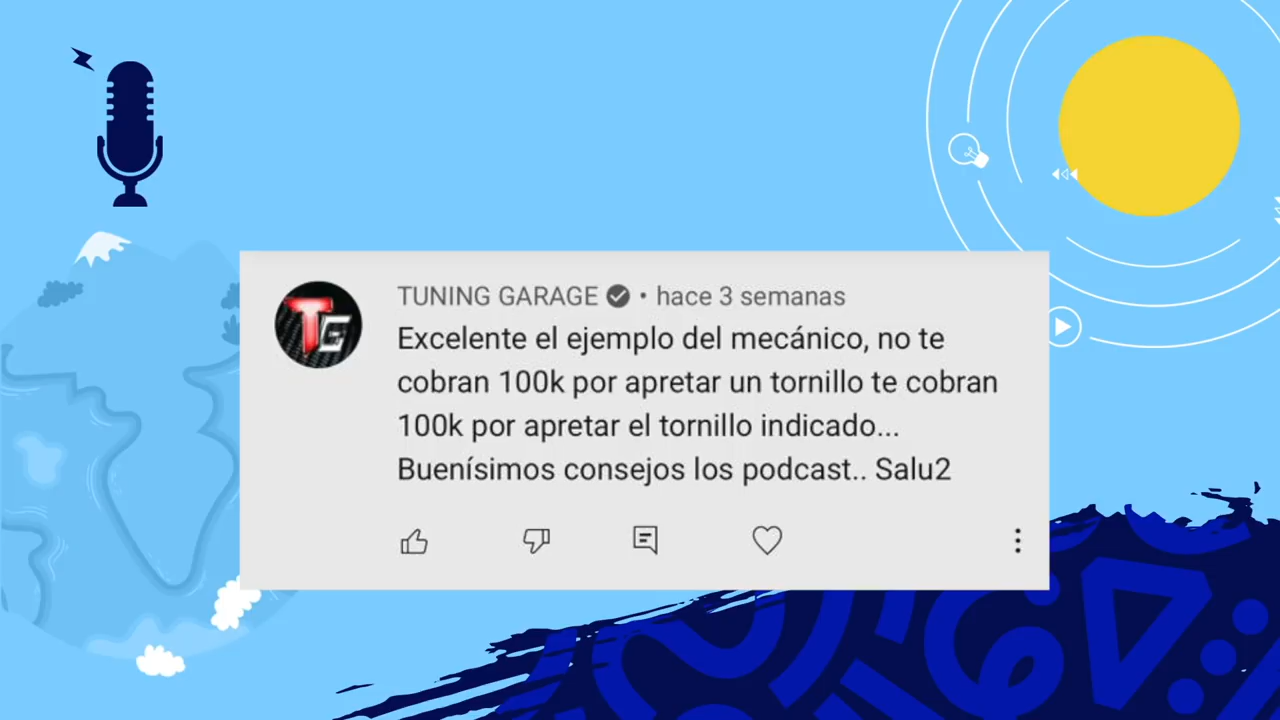 TG
TUNING GARAGE • hace 3 semanas
Excelente el ejemplo del mecánico, no te
cobran 100k por apretar un tornillo te cobran
100k por apretar el tornillo indicado...
Buenísimos consejos los podcast.. Salu2